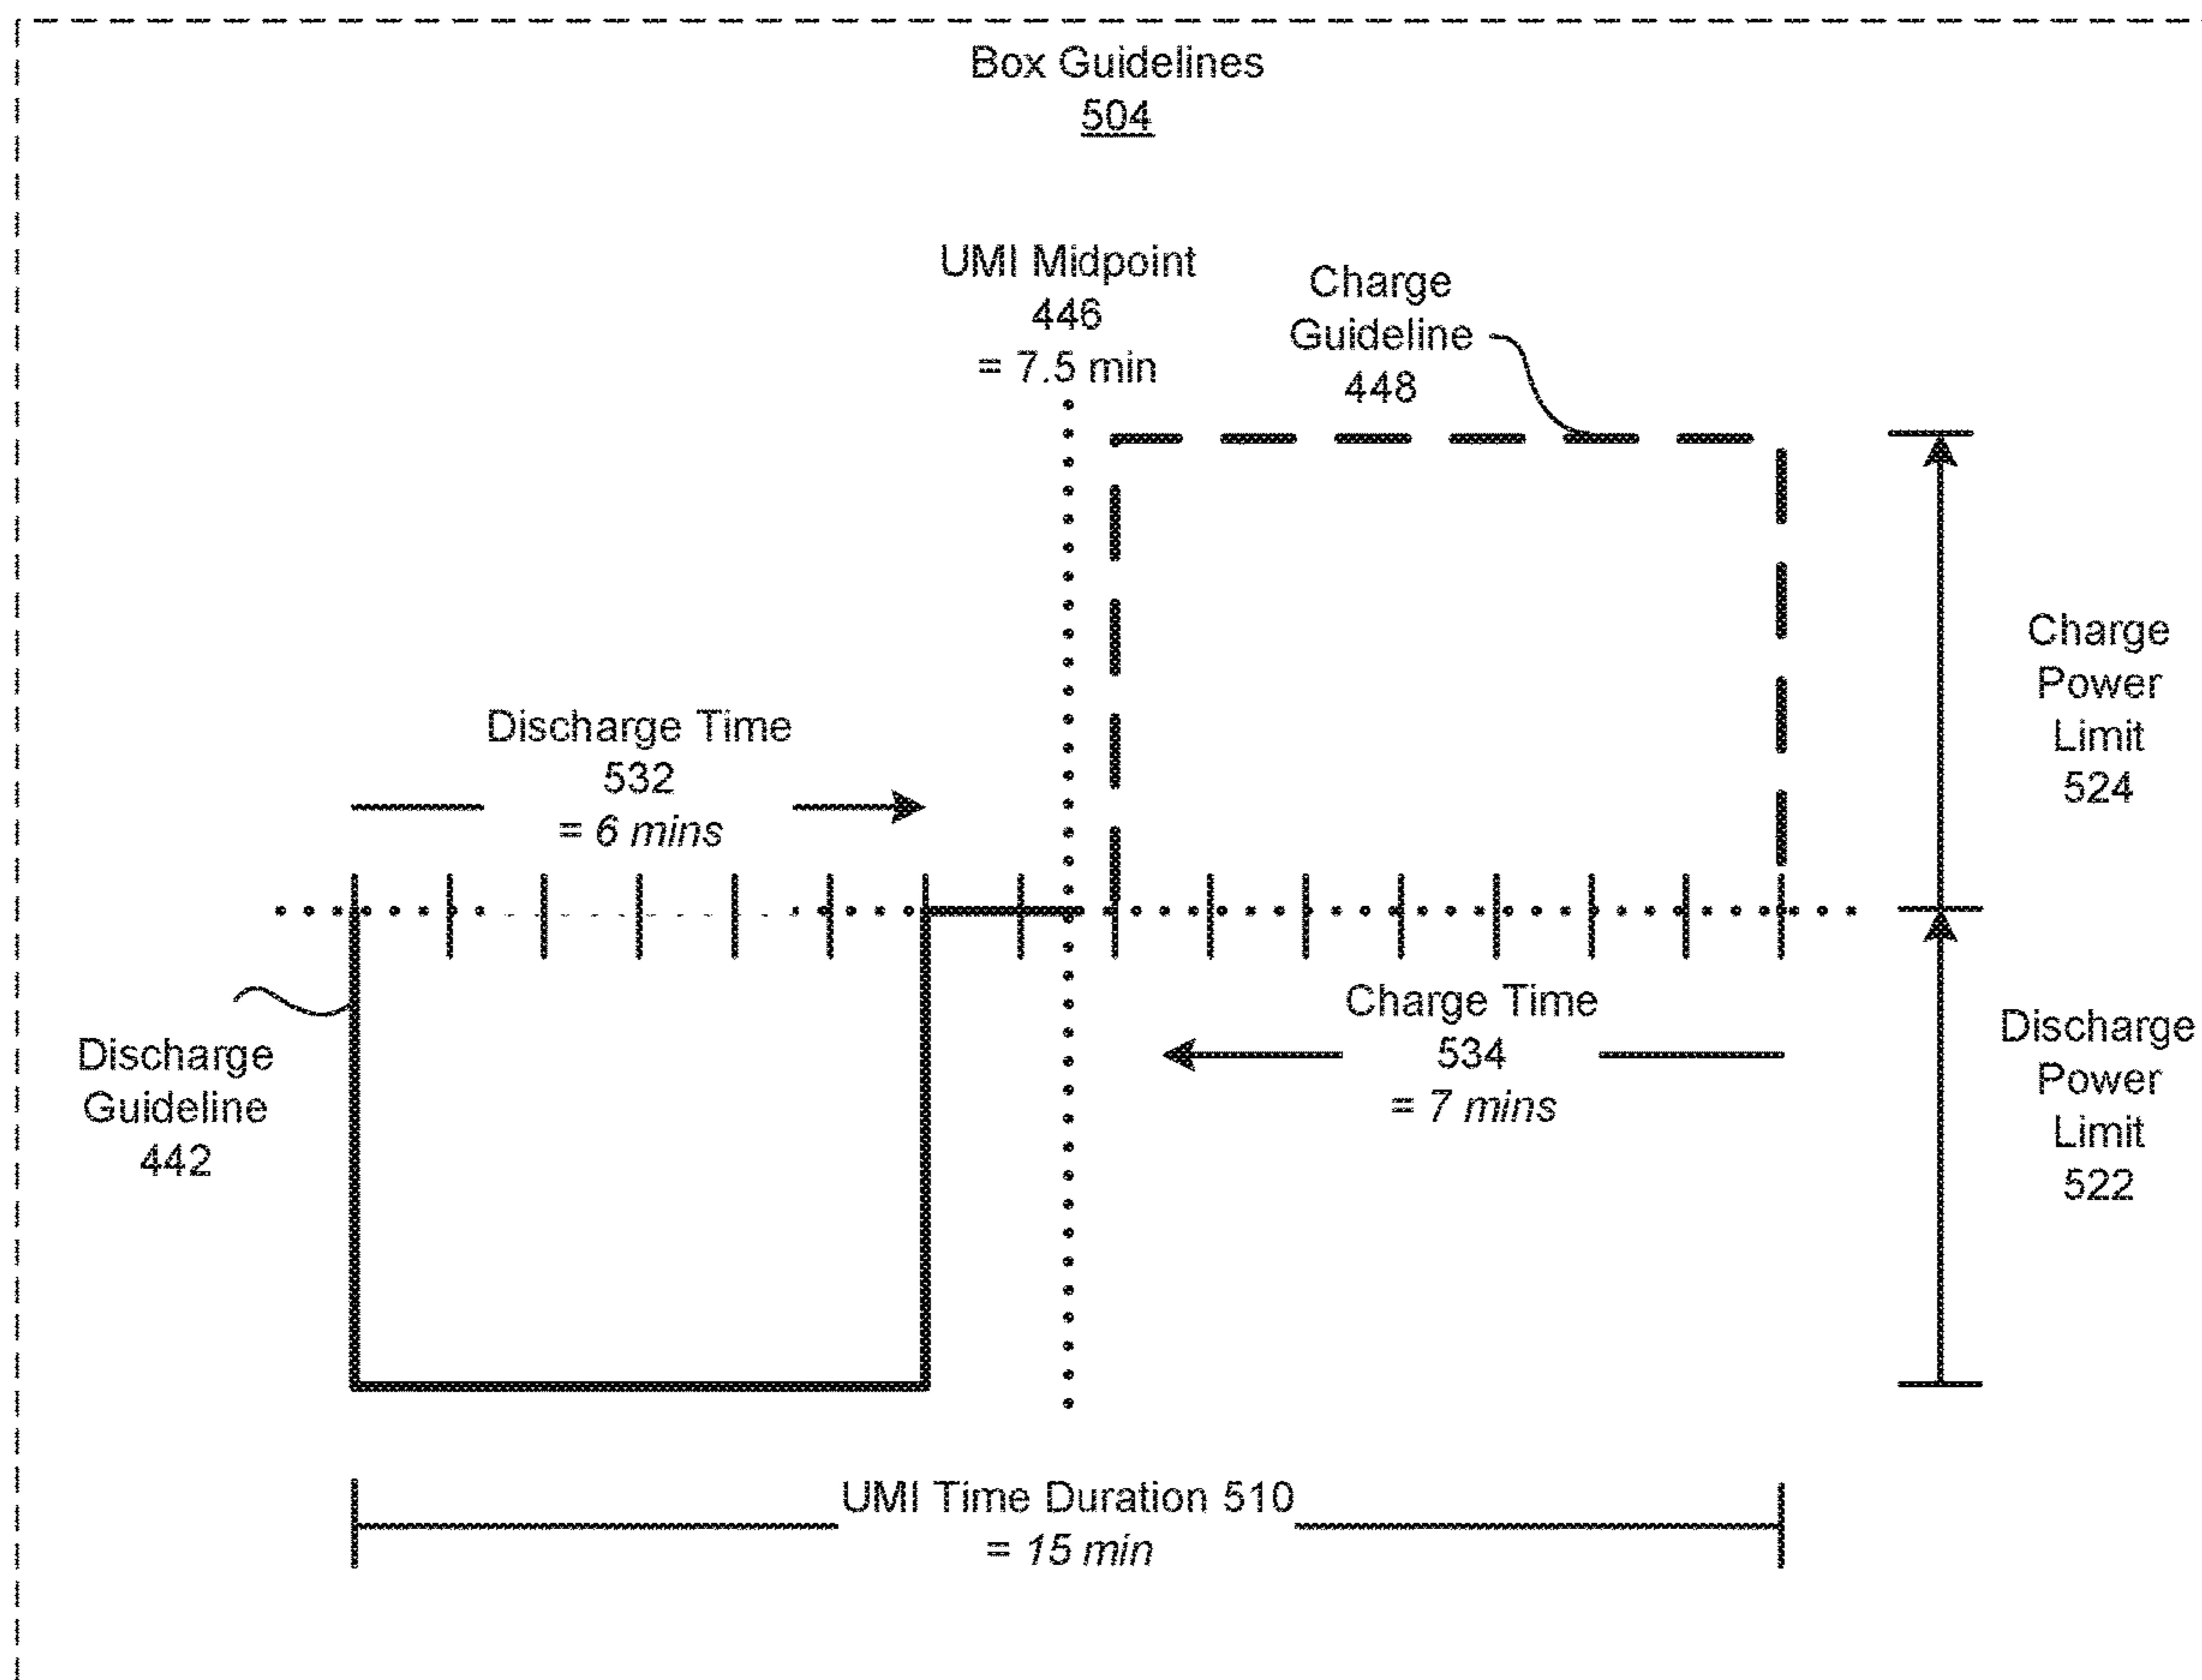 Box Guidelines
504
UMI Midpoint
446
= 7.5 min
Charge
Guideline
448
Discharge Time
532
= 6 mins
Charge
Power
Limit
524
Charge Time
534
= 7 mins
Discharge
Guideline
442
Discharge
Power
Limit
522
UMI Time Duration 510
= 15 min